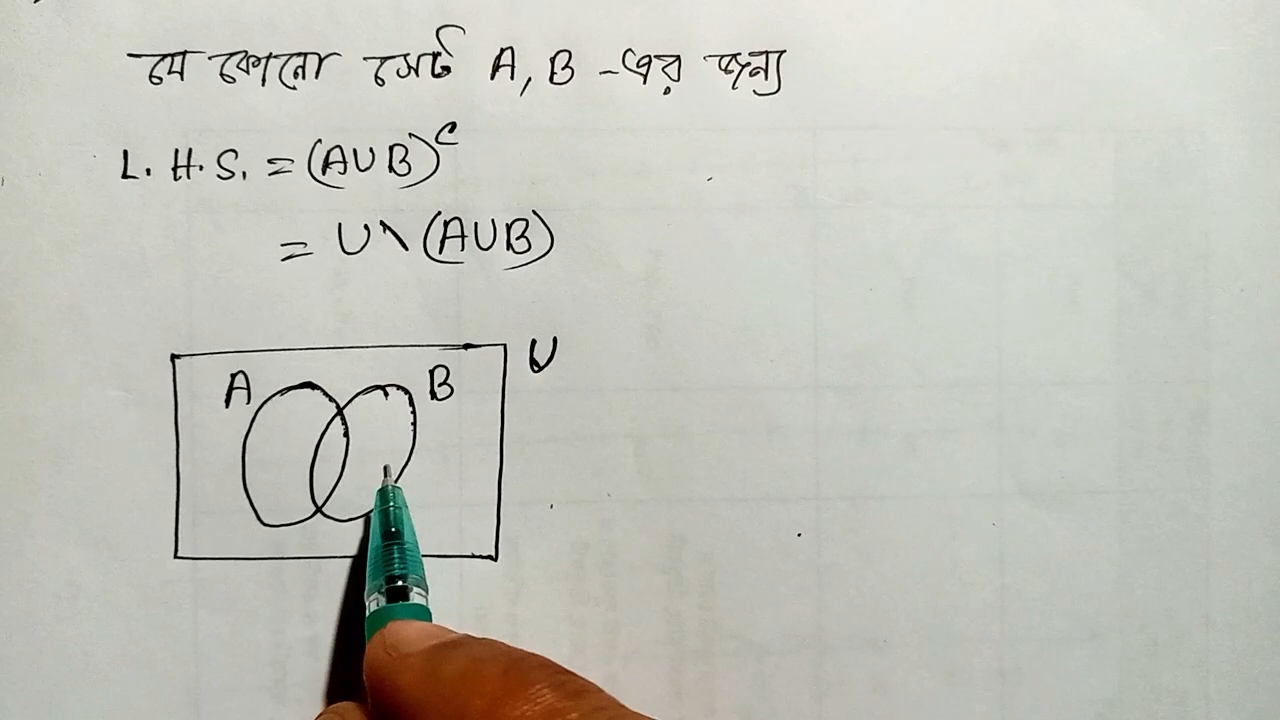 যে কোনো সেট A, B -এর জন্য
L. H. S. = (A∪B)ᶜ
= U \ (A∪B)
U
A B